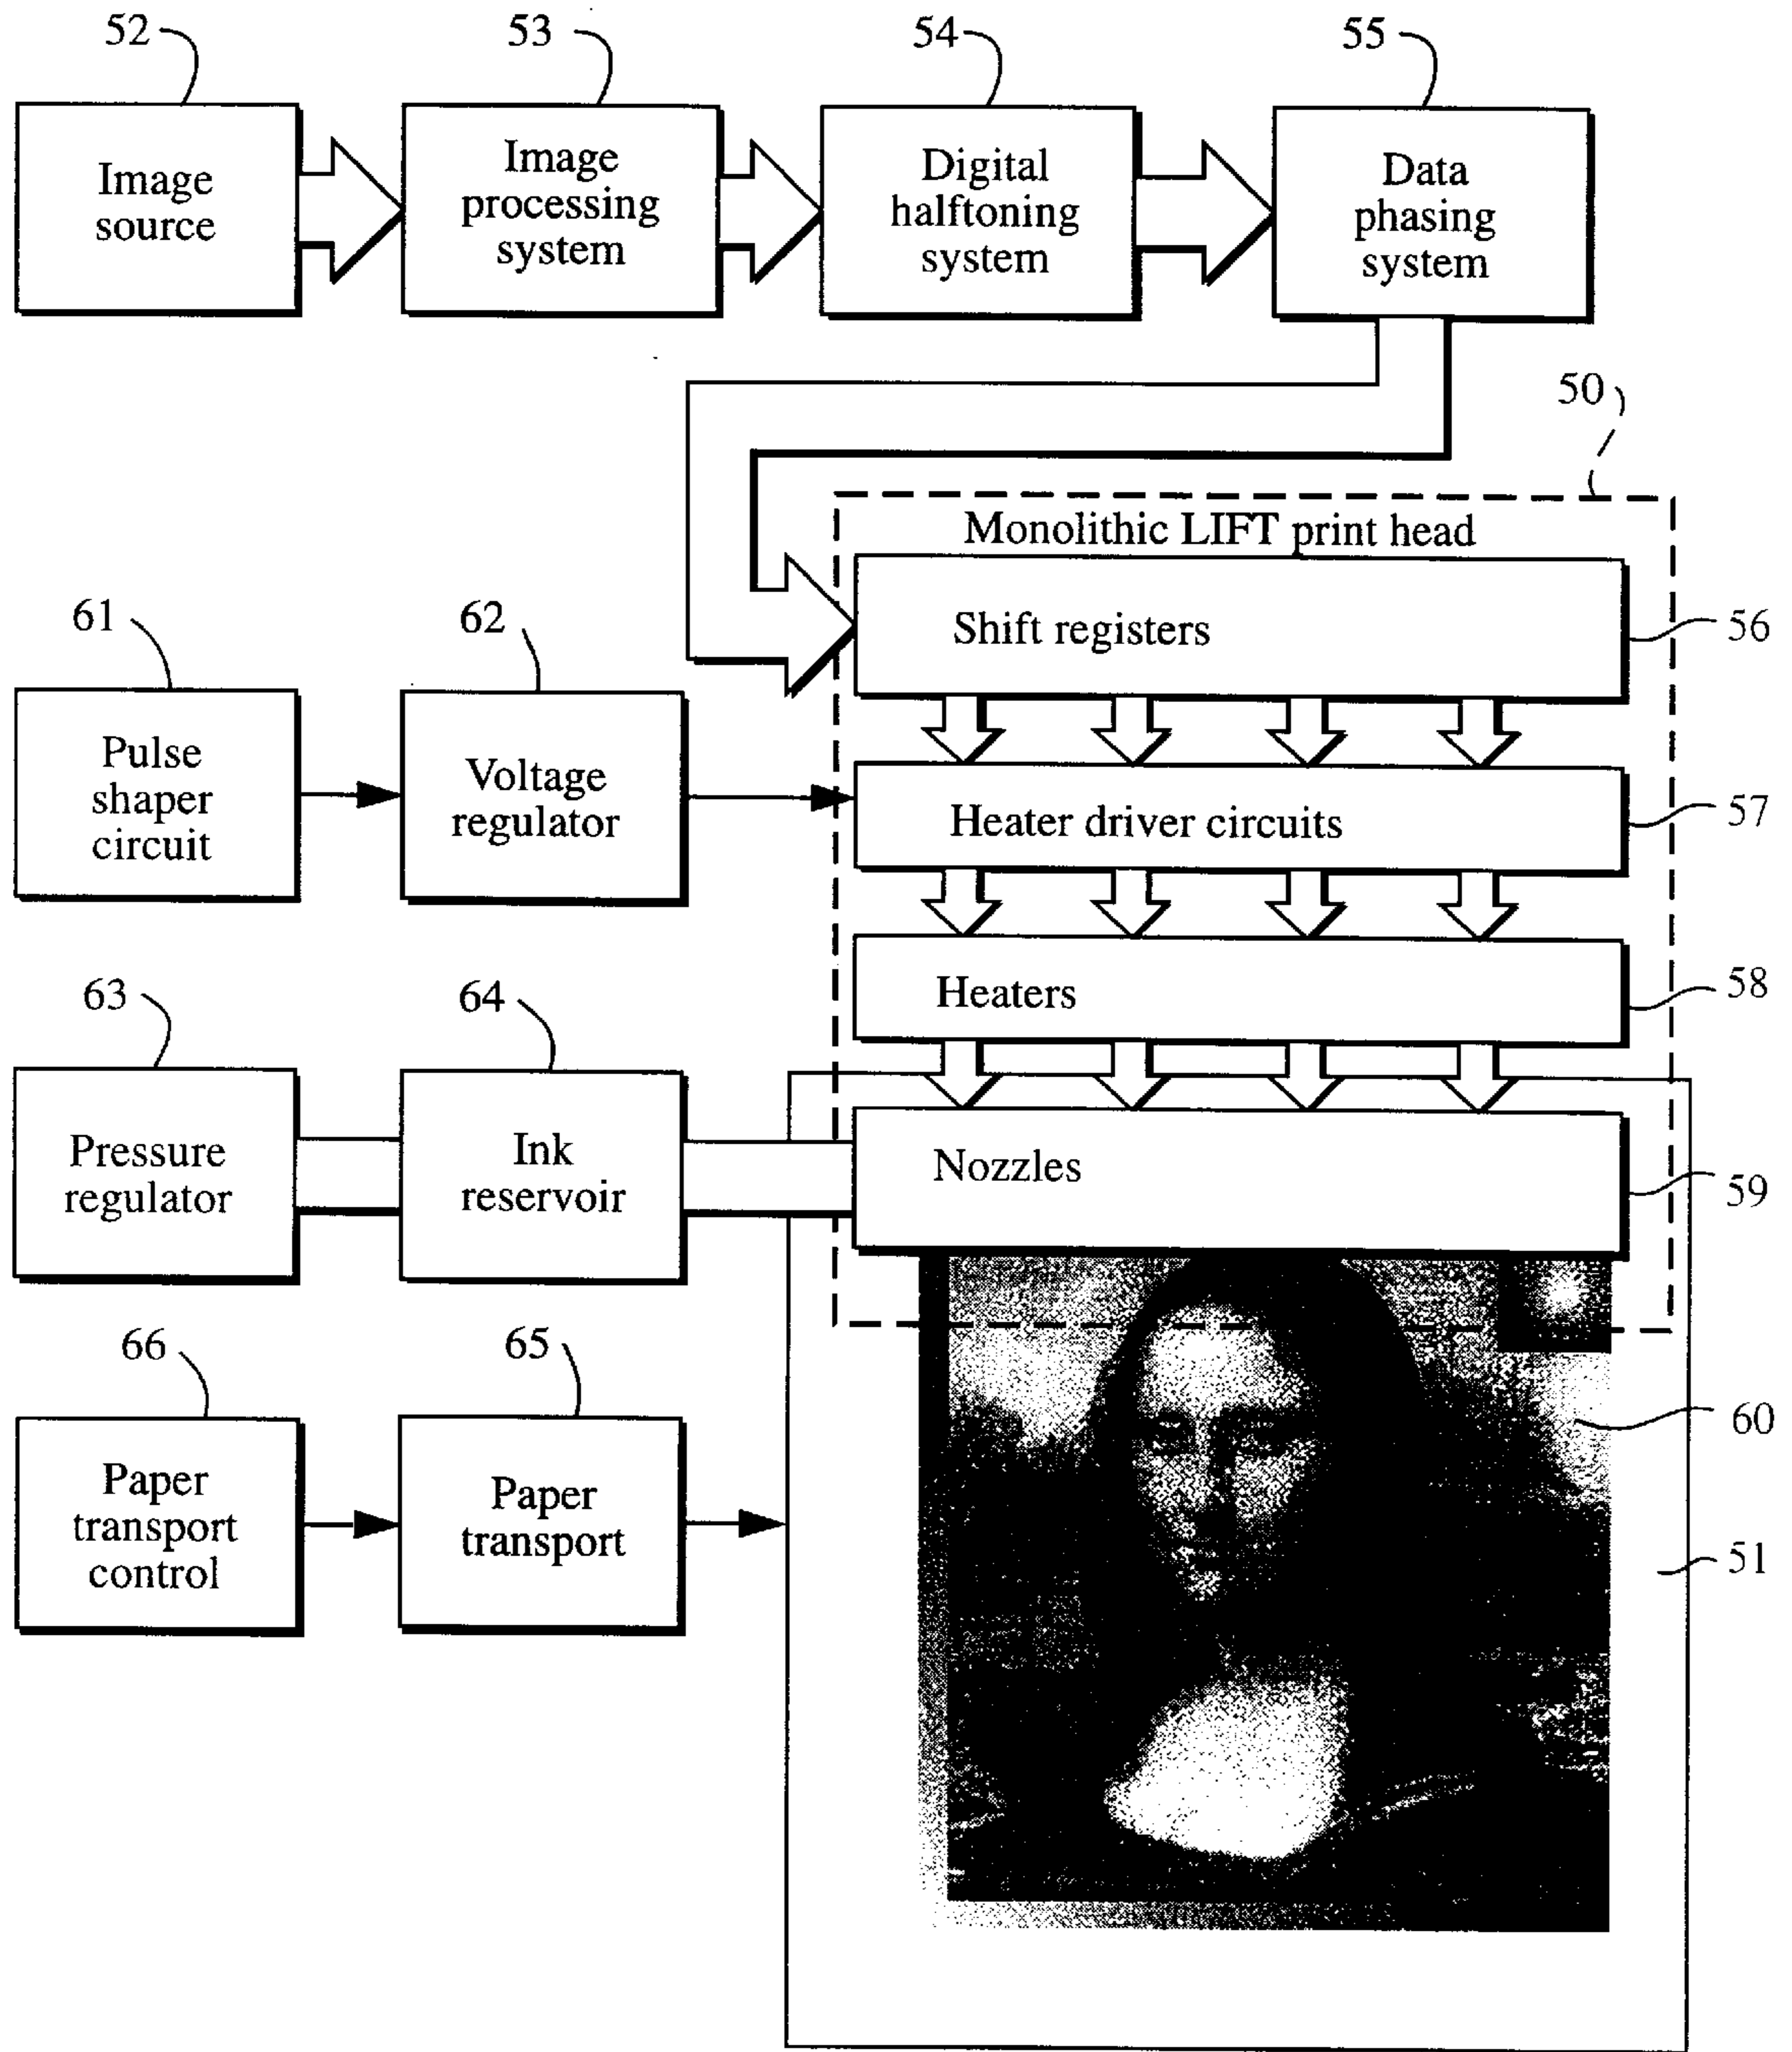 52
53
54
55
Image
source
Image
processing
system
Digital
halftoning
system
Data
phasing
system
50
Monolithic LIFT print head
Shift registers
56
61
62
Pulse
shaper
circuit
Voltage
regulator
Heater driver circuits
57
Heaters
58
63
64
Pressure
regulator
Ink
reservoir
Nozzles
59
66
65
Paper
transport
control
Paper
transport
60
51